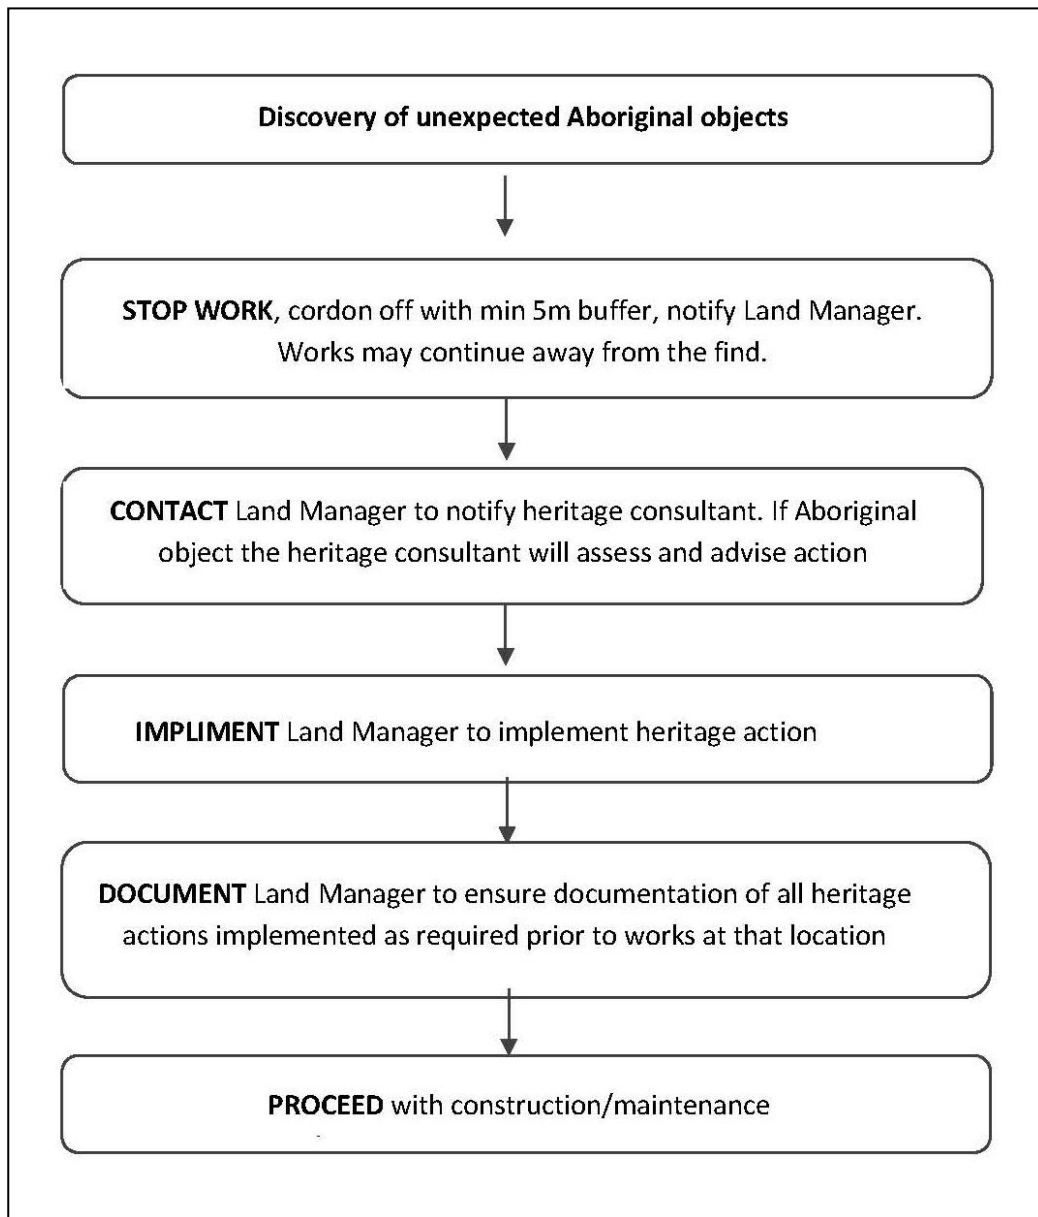 Discovery of unexpected Aboriginal objects
STOP WORK, cordon off with min 5m buffer, notify Land Manager.
Works may continue away from the find.
CONTACT Land Manager to notify heritage consultant. If Aboriginal
object the heritage consultant will assess and advise action
IMPLIMENT Land Manager to implement heritage action
DOCUMENT Land Manager to ensure documentation of all heritage
actions implemented as required prior to works at that location
PROCEED with construction/maintenance